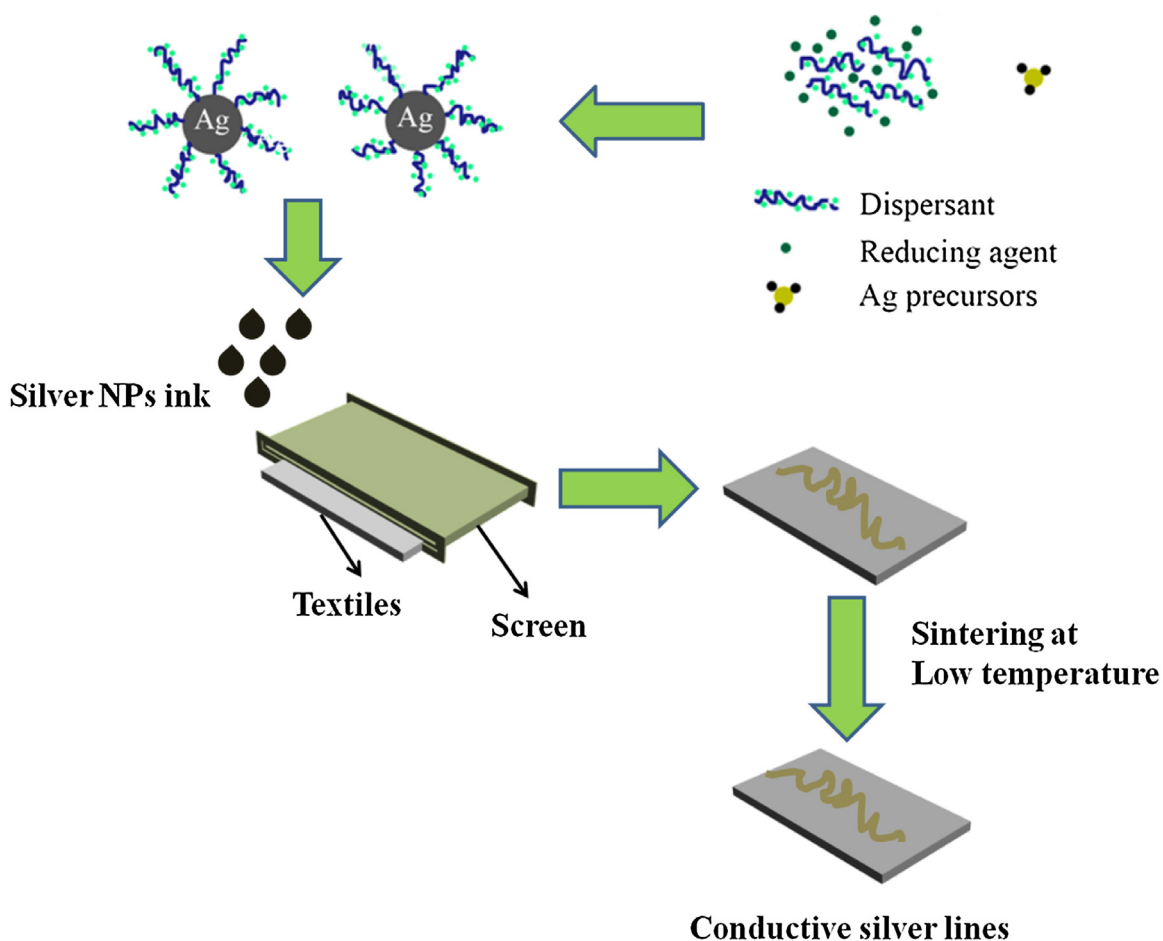 Ag
Ag
Dispersant
Reducing agent
Ag precursors
Silver NPs ink
Textiles
Screen
Sintering at
Low temperature
Conductive silver lines